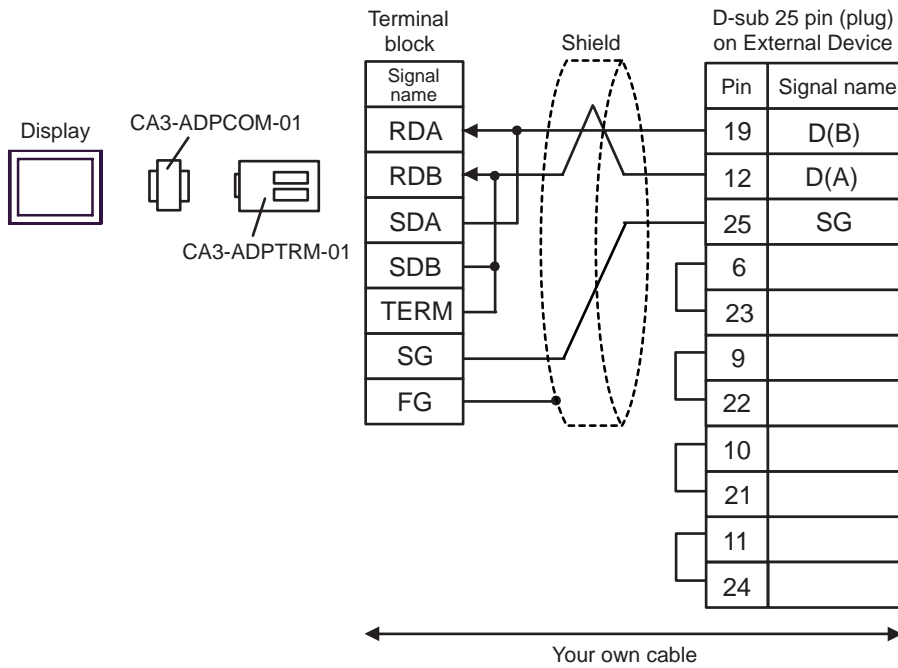 Terminal
block
Shield
D-sub 25 pin (plug)
on External Device
Display
CA3-ADPCOM-01
CA3-ADPTRM-01
Signal
name
RDA
RDB
SDA
SDB
TERM
SG
FG
Pin Signal name
19 D(B)
12 D(A)
25 SG
6
23
9
22
10
21
11
24
Your own cable